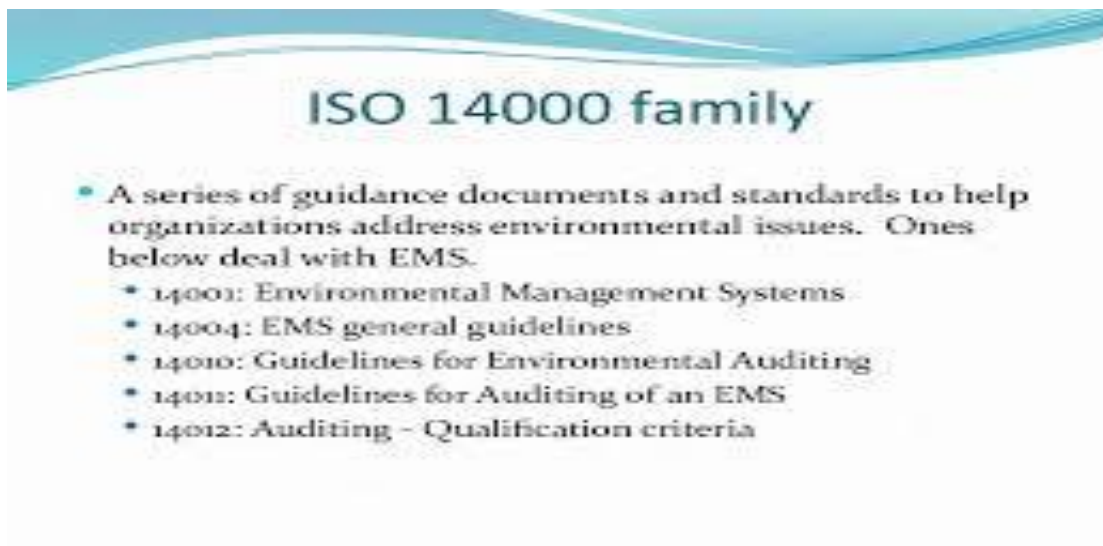 ISO 14000 family
• A series of guidance documents and standards to help
organizations address environmental issues.  Ones
below deal with EMS.
• 14001: Environmental Management Systems
• 14004: EMS general guidelines
• 14010: Guidelines for Environmental Auditing
• 14011: Guidelines for Auditing of an EMS
• 14012: Auditing - Qualification criteria